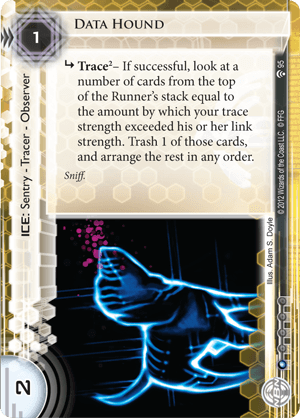 1
DATA HOUND
↳ Trace²– If successful, look at a
number of cards from the top
of the Runner's stack equal to
the amount by which your trace
strength exceeded his or her link
strength. Trash 1 of those cards,
and arrange the rest in any order.
Sniff.
ICE: Sentry - Tracer - Observer
95
© 2012 Wizards of the Coast LLC. © FFG
Illus. Adam S. Doyle
2